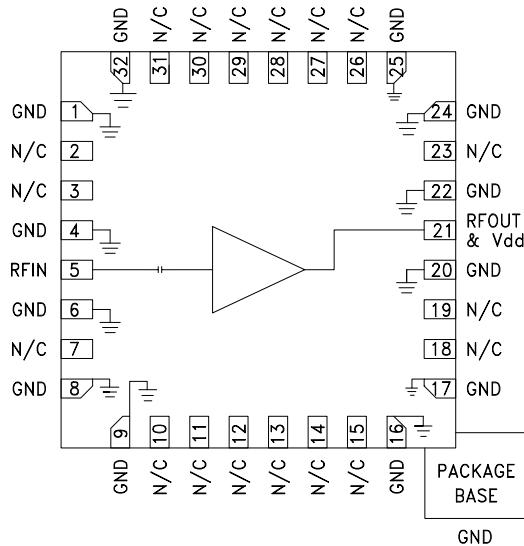 GND N/C N/C N/C N/C N/C N/C GND
32 31 30 29 28 27 26 25
GND 1 24 GND
N/C 2 23 N/C
N/C 3 22 GND
GND 4 21 RFOUT
& Vdd
RFIN 5 20 GND
GND 6 19 N/C
N/C 7 18 N/C
GND 8 17 GND
9 10 11 12 13 14 15 16
GND N/C N/C N/C N/C N/C N/C GND
PACKAGE
BASE
GND